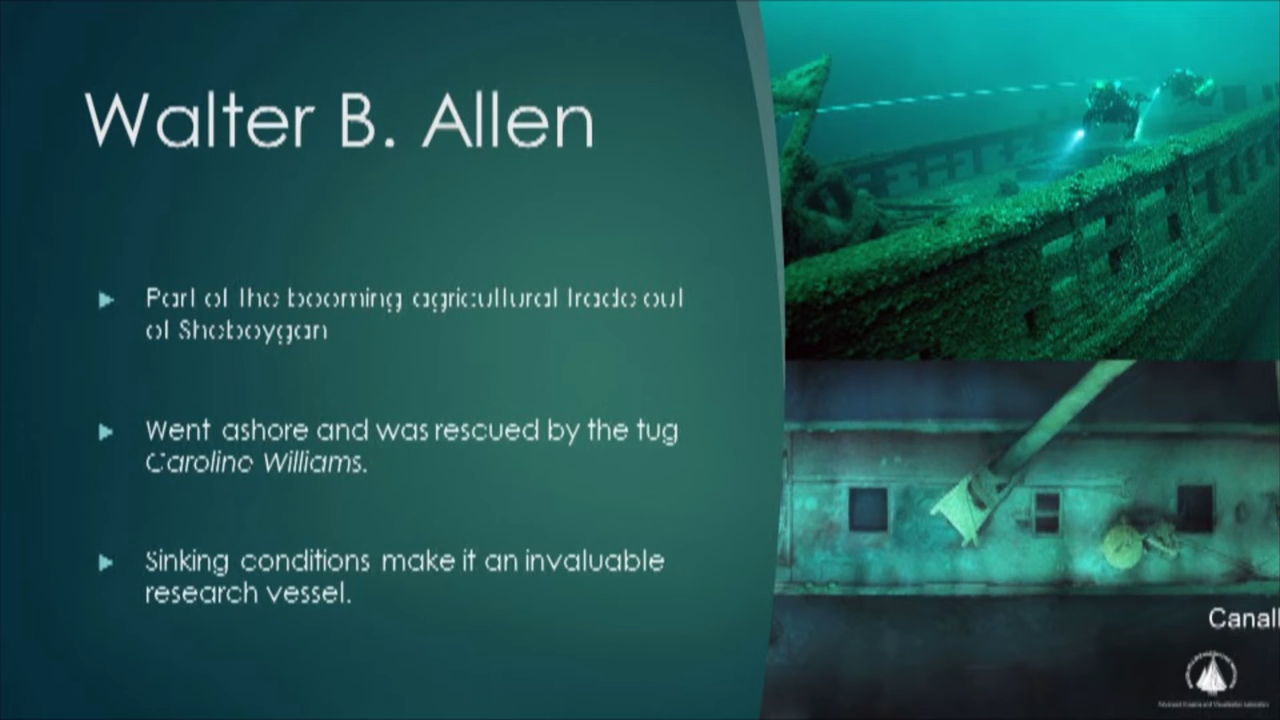 Walter B. Allen
Part of the booming agricultural trade out
of Sheboygan
Went ashore and was rescued by the tug
Caroline Williams.
Sinking conditions make it an invaluable
research vessel.
Canall